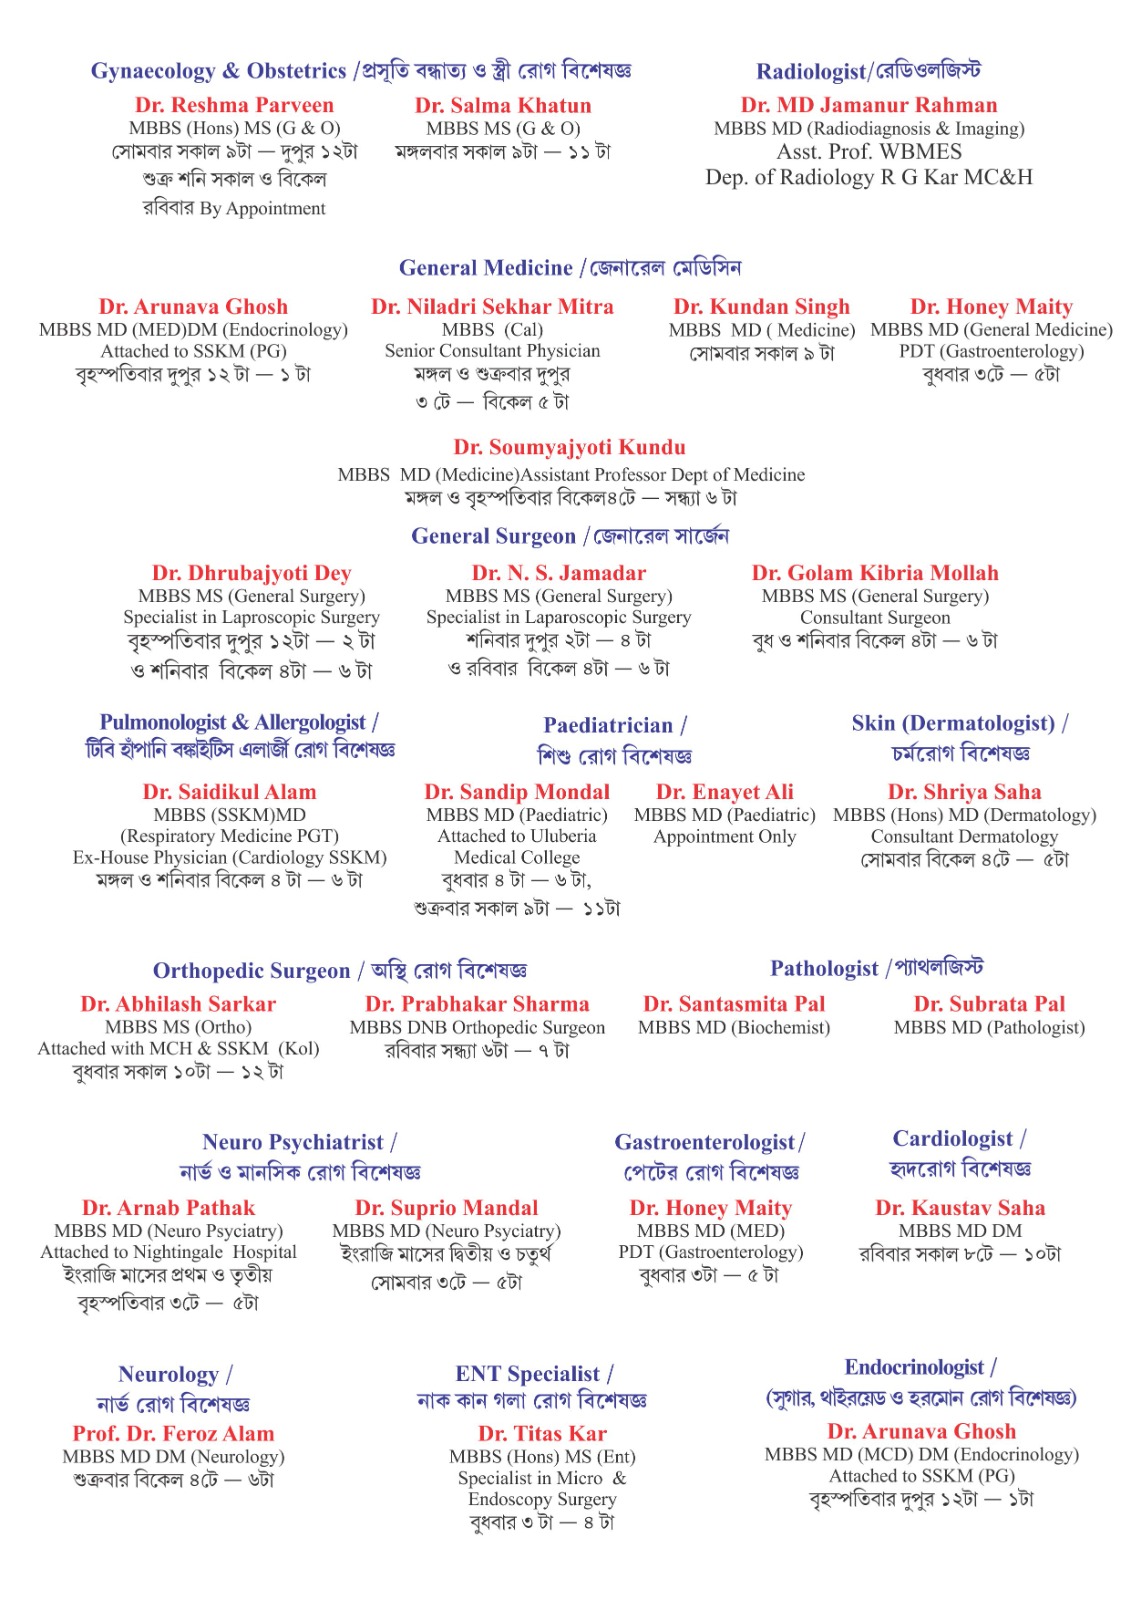 Gynaecology & Obstetrics /প্রসূতি বন্ধাত্য ও স্ত্রী রোগ বিশেষজ্ঞ
Dr. Reshma Parveen
MBBS (Hons) MS (G & O)
সোমবার সকাল ৯টা — দুপুর ১২টা
শুক্র শনি সকাল ও বিকেল
রবিবার By Appointment
Dr. Salma Khatun
MBBS MS (G & O)
মঙ্গলবার সকাল ৯টা — ১১ টা
Radiologist/রেডিওলজিস্ট
Dr. MD Jamanur Rahman
MBBS MD (Radiodiagnosis & Imaging)
Asst. Prof. WBMES
Dep. of Radiology R G Kar MC&H
General Medicine /জেনারেল মেডিসিন
Dr. Arunava Ghosh
MBBS MD (MED)DM (Endocrinology)
Attached to SSKM (PG)
বৃহস্পতিবার দুপুর ১২ টা — ১ টা
Dr. Niladri Sekhar Mitra
MBBS (Cal)
Senior Consultant Physician
মঙ্গল ও শুক্রবার দুপুর
৩ টে — বিকেল ৫ টা
Dr. Kundan Singh
MBBS MD ( Medicine)
সোমবার সকাল ৯ টা
Dr. Honey Maity
MBBS MD (General Medicine)
PDT (Gastroenterology)
বুধবার ৩টে — ৫টা
Dr. Soumyajyoti Kundu
MBBS MD (Medicine)Assistant Professor Dept of Medicine
মঙ্গল ও বৃহস্পতিবার বিকেল৪টে — সন্ধ্যা ৬ টা
General Surgeon /জেনারেল সার্জেন
Dr. Dhrubajyoti Dey
MBBS MS (General Surgery)
Specialist in Laproscopic Surgery
বৃহস্পতিবার দুপুর ১২টা — ২ টা
ও শনিবার বিকেল ৪টা — ৬ টা
Dr. N. S. Jamadar
MBBS MS (General Surgery)
Specialist in Laparoscopic Surgery
শনিবার দুপুর ২টা — ৪ টা
ও রবিবার বিকেল ৪টা — ৬ টা
Dr. Golam Kibria Mollah
MBBS MS (General Surgery)
Consultant Surgeon
বুধ ও শনিবার বিকেল ৪টা — ৬ টা
Pulmonologist & Allergologist /
টিবি হাঁপানি বঙ্কাইটিস এলার্জী রোগ বিশেষজ্ঞ
Dr. Saidikul Alam
MBBS (SSKM)MD
(Respiratory Medicine PGT)
Ex-House Physician (Cardiology SSKM)
মঙ্গল ও শনিবার বিকেল ৪ টা — ৬ টা
Paediatrician /
শিশু রোগ বিশেষজ্ঞ
Dr. Sandip Mondal
MBBS MD (Paediatric)
Attached to Uluberia
Medical College
বুধবার ৪ টা — ৬ টা,
শুক্রবার সকাল ৯টা — ১১টা
Dr. Enayet Ali
MBBS MD (Paediatric)
Appointment Only
Skin (Dermatologist) /
চর্মরোগ বিশেষজ্ঞ
Dr. Shriya Saha
MBBS (Hons) MD (Dermatology)
Consultant Dermatology
সোমবার বিকেল ৪টে — ৫টা
Orthopedic Surgeon / অস্থি রোগ বিশেষজ্ঞ
Dr. Abhilash Sarkar
MBBS MS (Ortho)
Attached with MCH & SSKM (Kol)
বুধবার সকাল ১০টা — ১২ টা
Dr. Prabhakar Sharma
MBBS DNB Orthopedic Surgeon
রবিবার সন্ধ্যা ৬টা — ৭ টা
Pathologist /প্যাথলজিস্ট
Dr. Santasmita Pal
MBBS MD (Biochemist)
Dr. Subrata Pal
MBBS MD (Pathologist)
Neuro Psychiatrist /
নার্ভ ও মানসিক রোগ বিশেষজ্ঞ
Dr. Arnab Pathak
MBBS MD (Neuro Psyciatry)
Attached to Nightingale Hospital
ইংরাজি মাসের প্রথম ও তৃতীয়
বৃহস্পতিবার ৩টে — ৫টা
Dr. Suprio Mandal
MBBS MD (Neuro Psyciatry)
ইংরাজি মাসের দ্বিতীয় ও চতুর্থ
সোমবার ৩টে — ৫টা
Gastroenterologist/
পেটের রোগ বিশেষজ্ঞ
Dr. Honey Maity
MBBS MD (MED)
PDT (Gastroenterology)
বুধবার ৩টা — ৫ টা
Cardiologist /
হৃদরোগ বিশেষজ্ঞ
Dr. Kaustav Saha
MBBS MD DM
রবিবার সকাল ৮টে — ১০টা
Neurology /
নার্ভ রোগ বিশেষজ্ঞ
Prof. Dr. Feroz Alam
MBBS MD DM (Neurology)
শুক্রবার বিকেল ৪টে — ৬টা
ENT Specialist /
নাক কান গলা রোগ বিশেষজ্ঞ
Dr. Titas Kar
MBBS (Hons) MS (Ent)
Specialist in Micro &
Endoscopy Surgery
বুধবার ৩ টা — ৪ টা
Endocrinologist /
(সুগার, থাইরয়েড ও হরমোন রোগ বিশেষজ্ঞ)
Dr. Arunava Ghosh
MBBS MD (MCD) DM (Endocrinology)
Attached to SSKM (PG)
বৃহস্পতিবার দুপুর ১২টা — ১টা